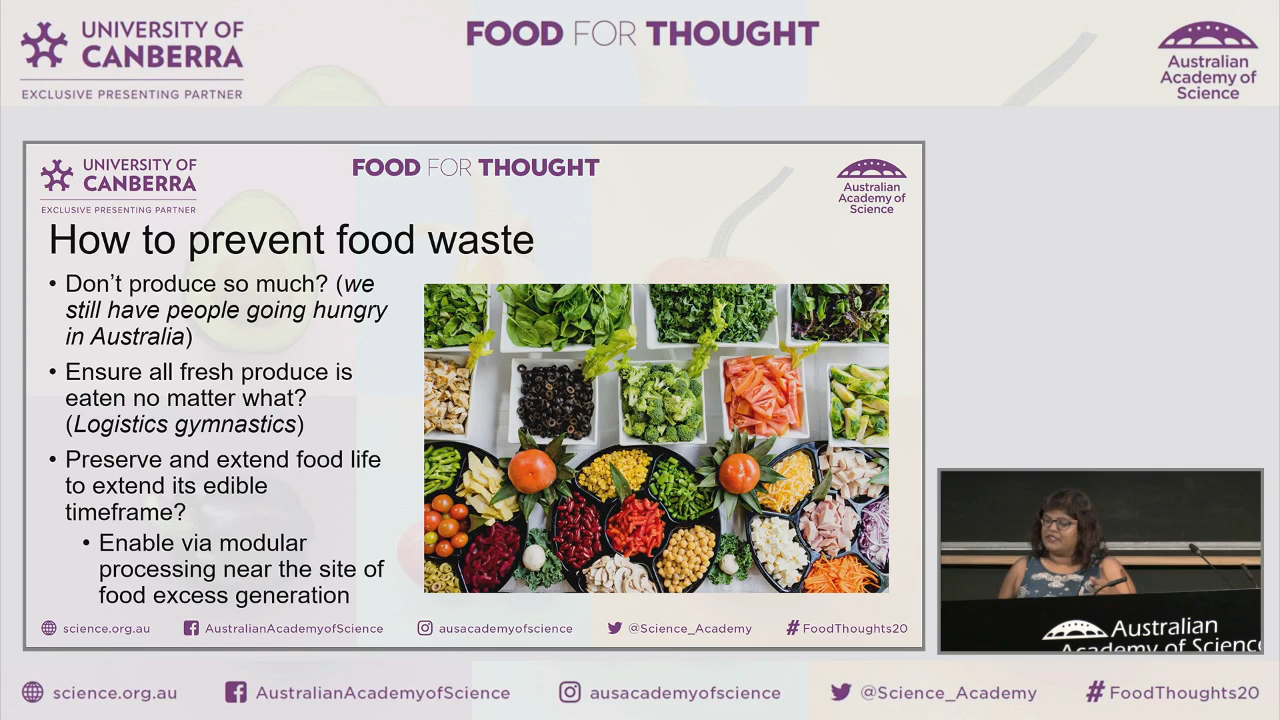 UNIVERSITY OF
CANBERRA
EXCLUSIVE PRESENTING PARTNER
FOOD FOR THOUGHT
Australian
Academy of
Science
UNIVERSITY OF
CANBERRA
EXCLUSIVE PRESENTING PARTNER
FOOD FOR THOUGHT
Australian
Academy of
Science
How to prevent food waste
• Don’t produce so much? (we
still have people going hungry
in Australia)
• Ensure all fresh produce is
eaten no matter what?
(Logistics gymnastics)
• Preserve and extend food life
to extend its edible
timeframe?
• Enable via modular
processing near the site of
food excess generation
science.org.au
AustralianAcademyofScience
ausacademyofscience
@Science_Academy
#FoodThoughts20
Australian
Academy of Science
science.org.au
AustralianAcademyofScience
ausacademyofscience
@Science_Academy
#FoodThoughts20